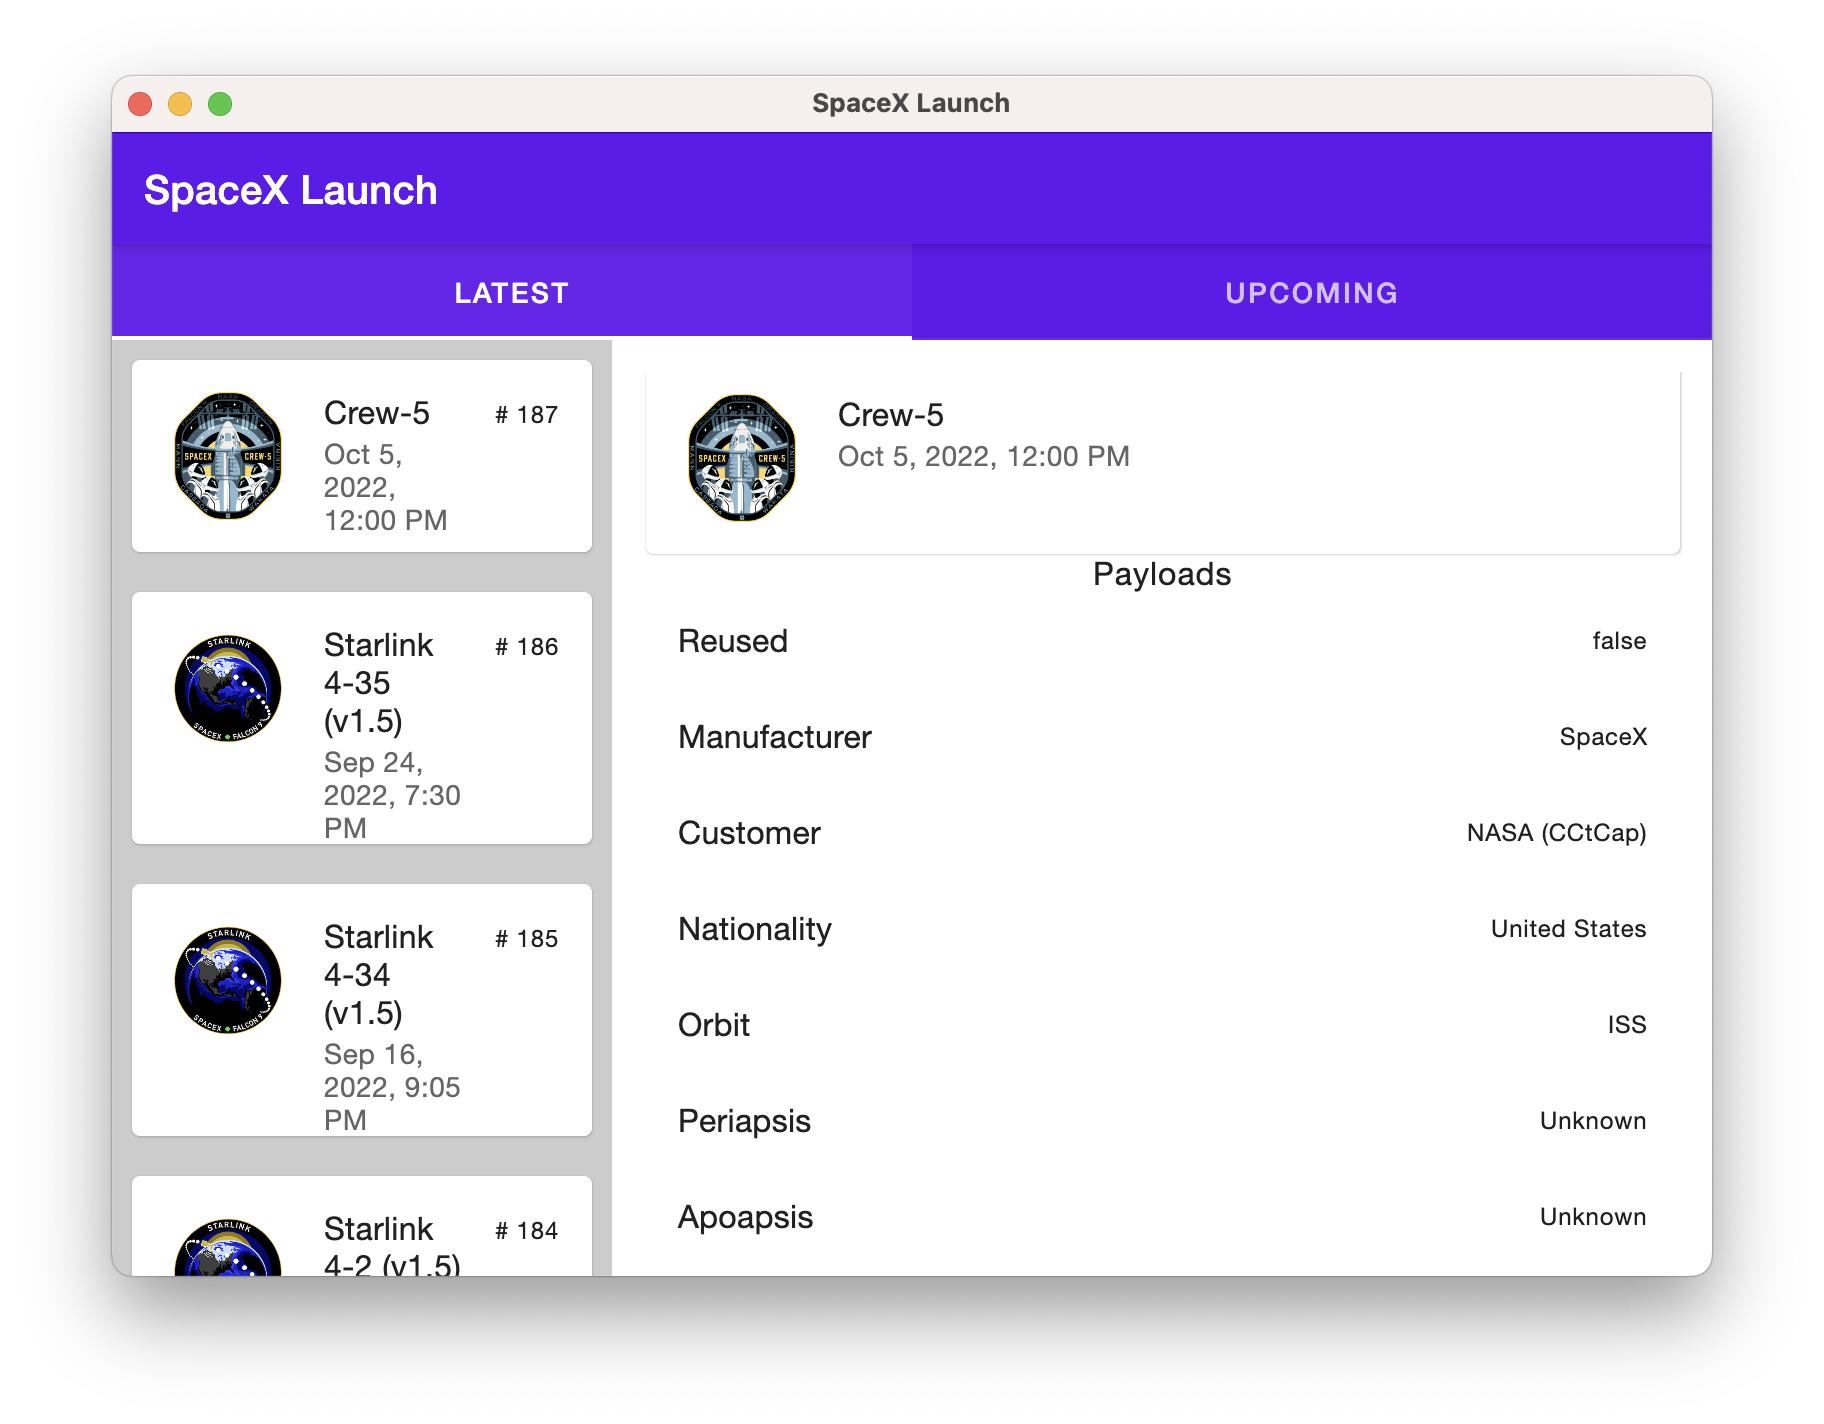 SpaceX Launch
SpaceX Launch
LATEST
UPCOMING
SPACEX CREW-5
Crew-5
# 187
Oct 5,
2022,
12:00 PM
STARLINK
SPACEX FALCON 9
Starlink
4-35
(v1.5)
# 186
Sep 24,
2022, 7:30
PM
STARLINK
SPACEX FALCON 9
Starlink
4-34
(v1.5)
# 185
Sep 16,
2022, 9:05
PM
STARLINK
Starlink
4-2 (v1.5)
# 184
SPACEX CREW-5
Crew-5
Oct 5, 2022, 12:00 PM
Payloads
Reused false
Manufacturer SpaceX
Customer NASA (CCtCap)
Nationality United States
Orbit ISS
Periapsis Unknown
Apoapsis Unknown